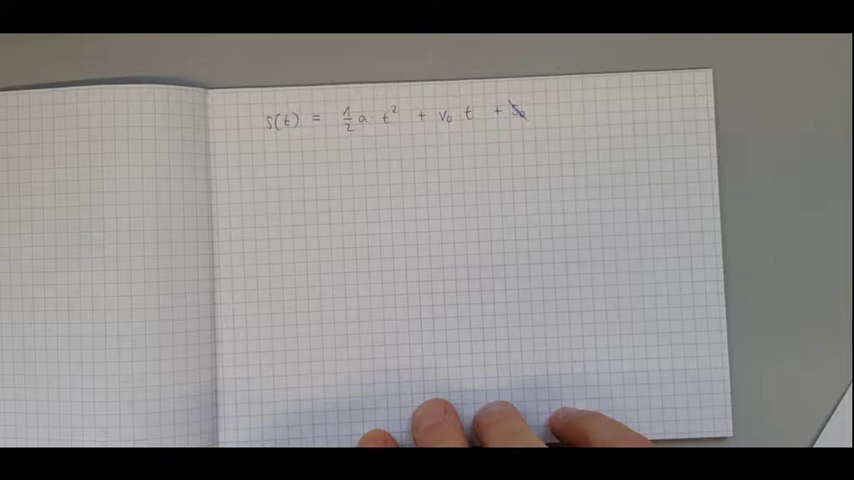 s(t) = 1/2 a · t² + v₀ t + s₀